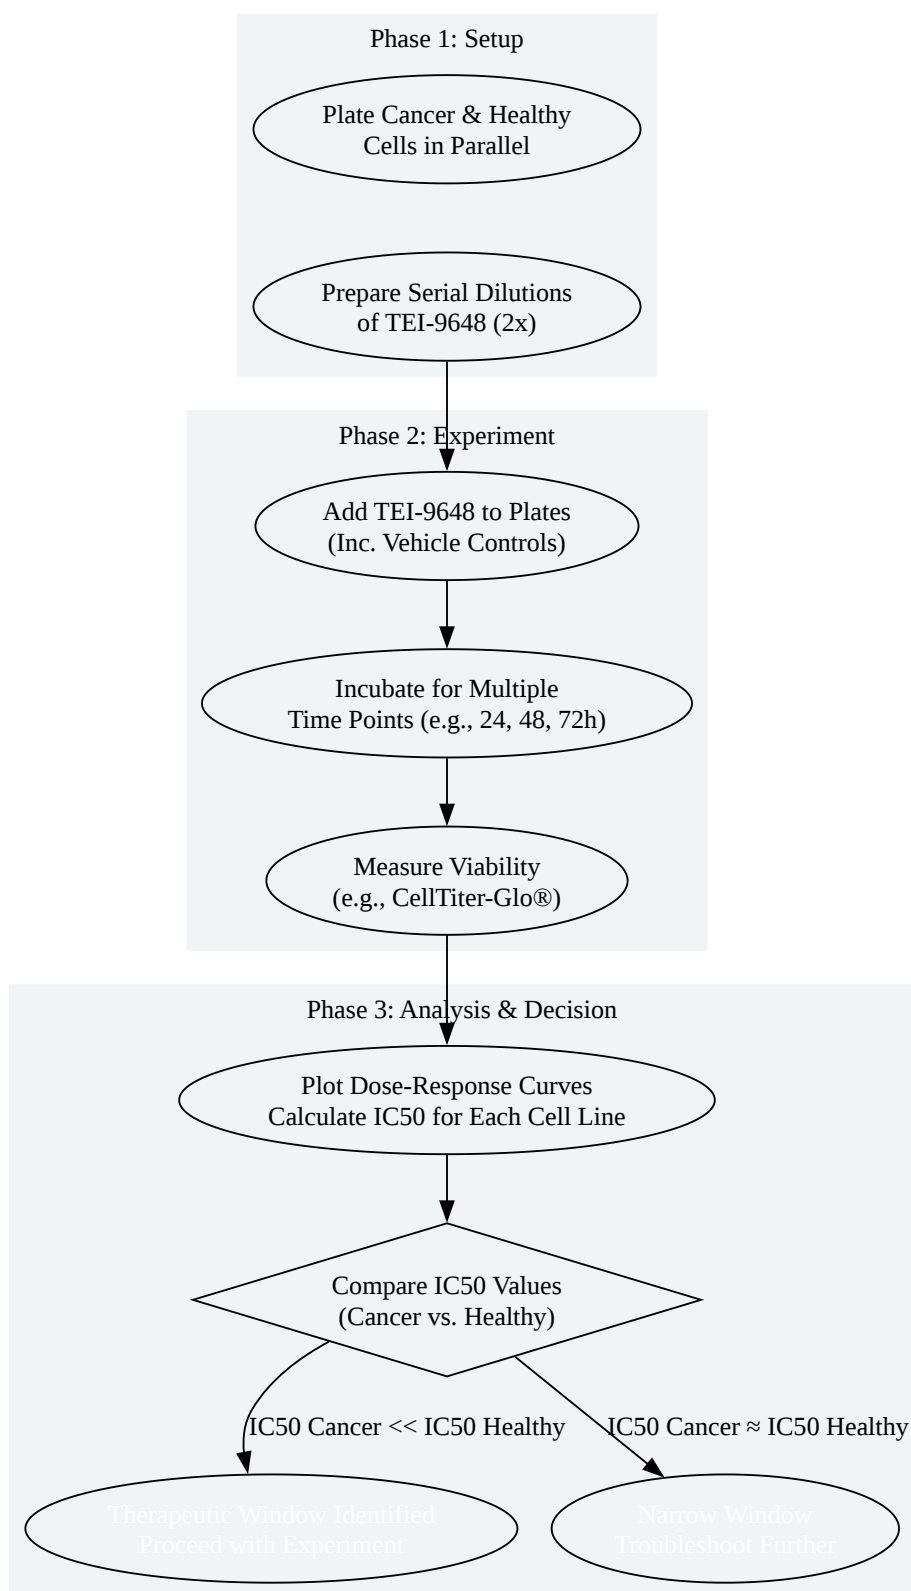 Phase 1: Setup
Plate Cancer & Healthy
Cells in Parallel
Prepare Serial Dilutions
of TEI-9648 (2x)
Phase 2: Experiment
Add TEI-9648 to Plates
(Inc. Vehicle Controls)
Incubate for Multiple
Time Points (e.g., 24, 48, 72h)
Measure Viability
(e.g., CellTiter-Glo®)
Phase 3: Analysis & Decision
Plot Dose-Response Curves
Calculate IC50 for Each Cell Line
Compare IC50 Values
(Cancer vs. Healthy)
IC50 Cancer << IC50 Healthy
IC50 Cancer ≈ IC50 Healthy
Therapeutic Window Identified
Proceed with Experiment
Narrow Window
Troubleshoot Further